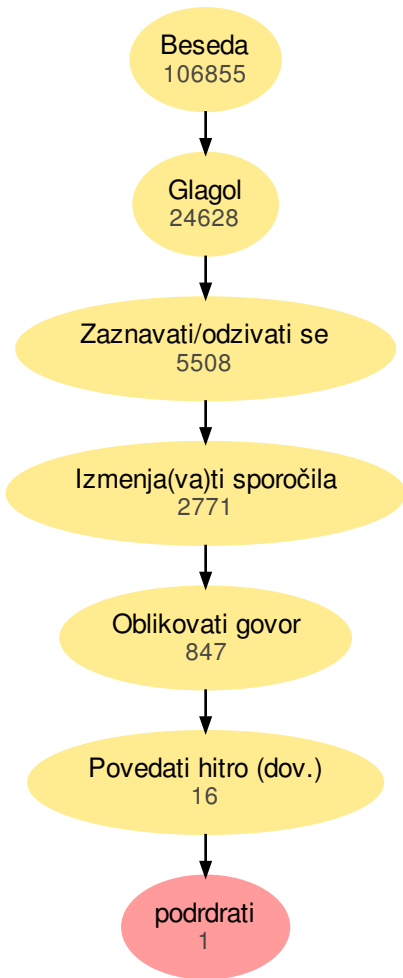 Beseda
106855
Glagol
24628
Zaznavati/odzivati se
5508
Izmenja(va)ti sporočila
2771
Oblikovati govor
847
Povedati hitro (dov.)
16
podrdrati
1